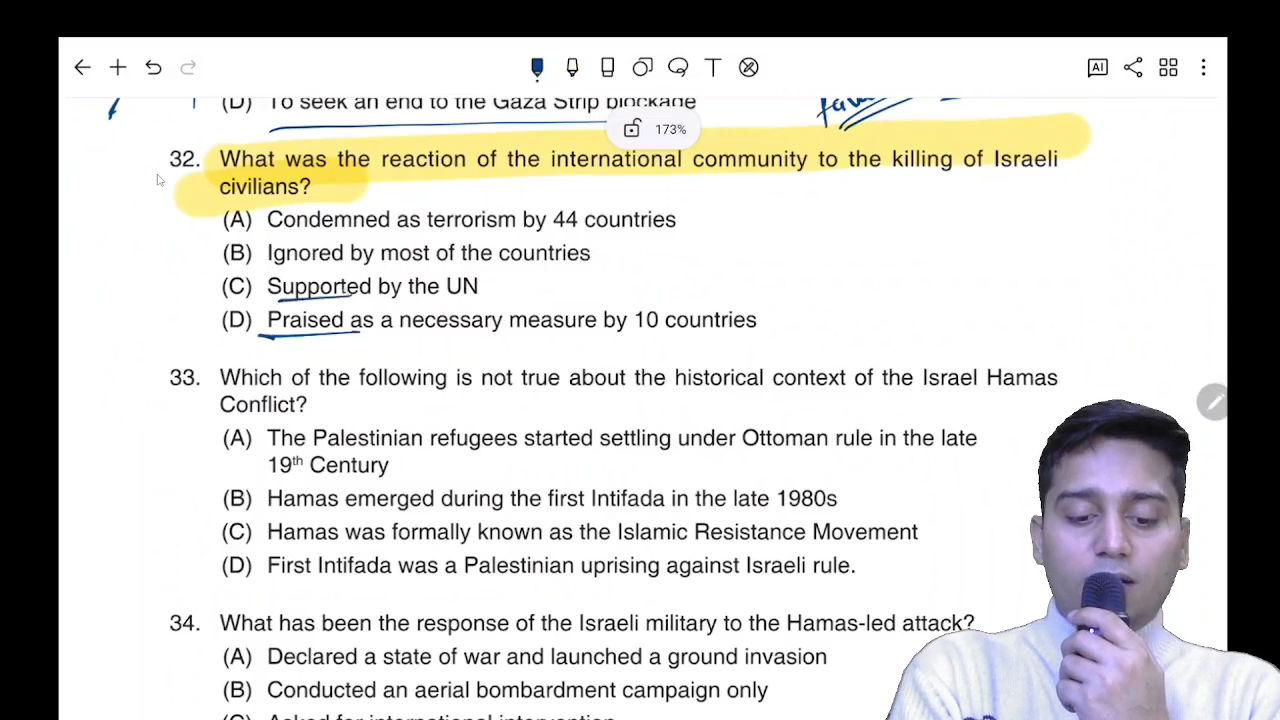 AI
(D) To seek an end to the Gaza Strip blockade
173%
32. What was the reaction of the international community to the killing of Israeli
civilians?
(A) Condemned as terrorism by 44 countries
(B) Ignored by most of the countries
(C) Supported by the UN
(D) Praised as a necessary measure by 10 countries
33. Which of the following is not true about the historical context of the Israel Hamas
Conflict?
(A) The Palestinian refugees started settling under Ottoman rule in the late
19th Century
(B) Hamas emerged during the first Intifada in the late 1980s
(C) Hamas was formally known as the Islamic Resistance Movement
(D) First Intifada was a Palestinian uprising against Israeli rule.
34. What has been the response of the Israeli military to the Hamas-led attack?
(A) Declared a state of war and launched a ground invasion
(B) Conducted an aerial bombardment campaign only
(C) Asked for international intervention